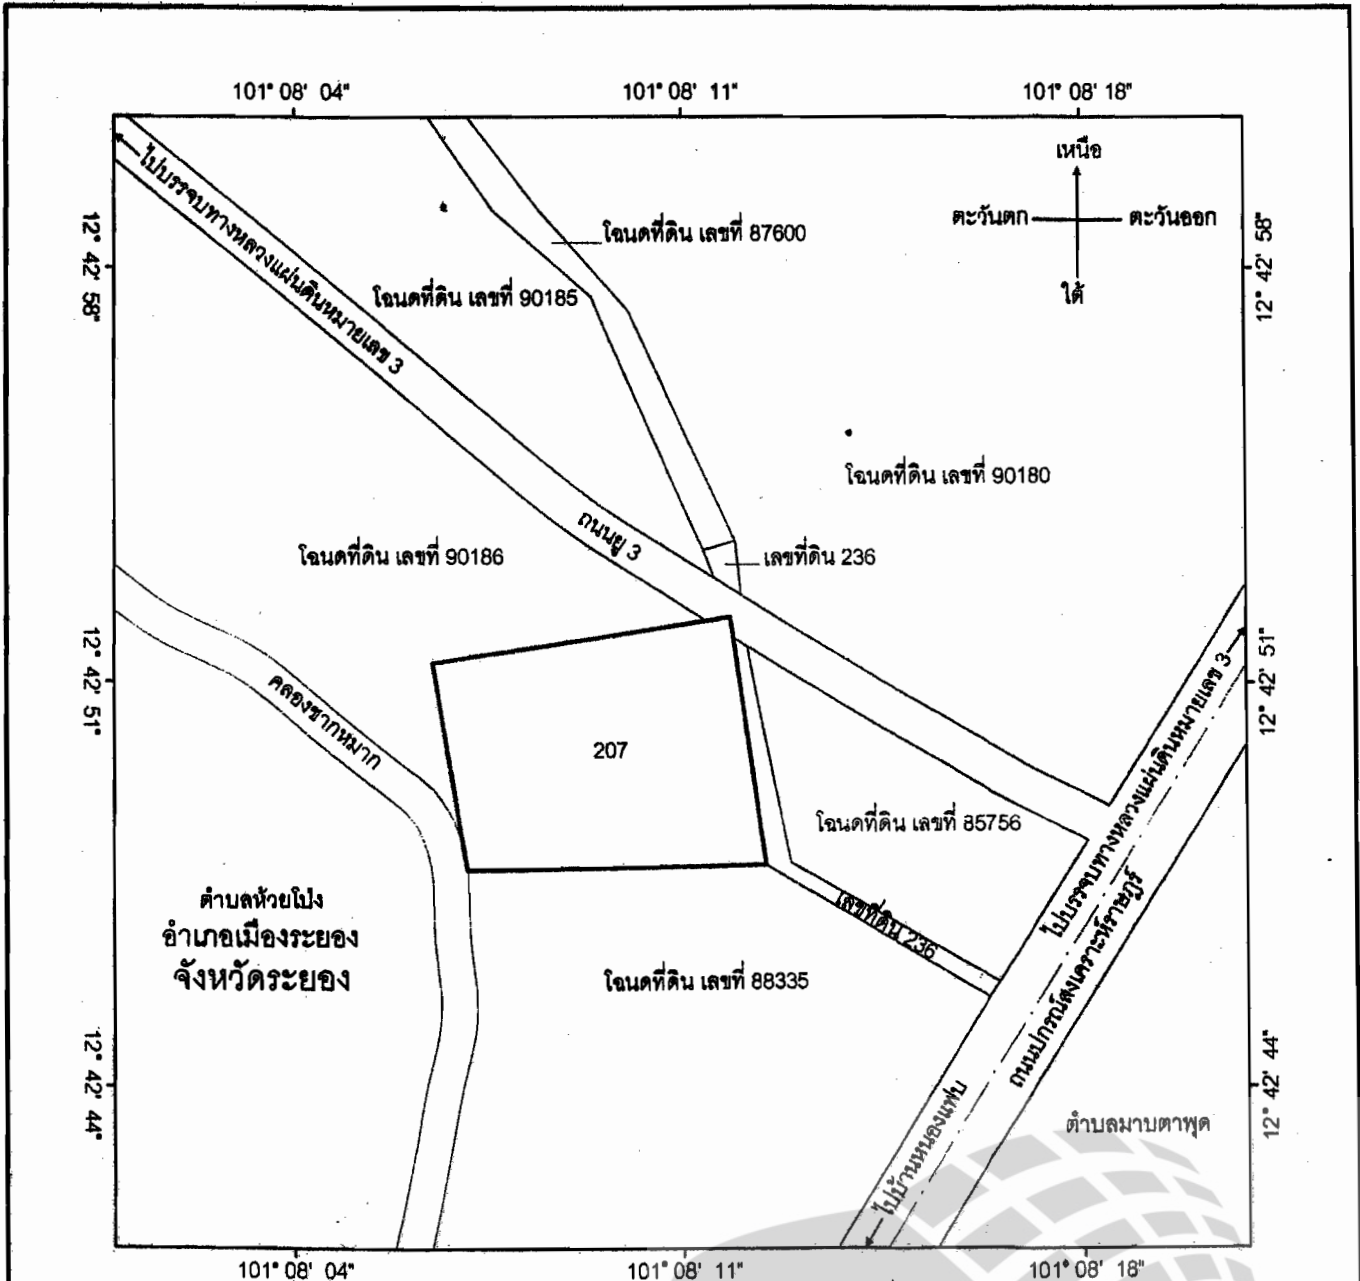 101° 08' 04"
101° 08' 11"
101° 08' 18"
เหนือ
ตะวันตก
ตะวันออก
ใต้
12° 42' 58"
12° 42' 58"
ไปบรรจบทางหลวงแผ่นดินหมายเลข 3
โฉนดที่ดิน เลขที่ 87600
โฉนดที่ดิน เลขที่ 90185
โฉนดที่ดิน เลขที่ 90180
ถนนยู 3
โฉนดที่ดิน เลขที่ 90186
เลขที่ดิน 236
12° 42' 51"
12° 42' 51"
คลองชากหมาก
207
ไปบรรจบทางหลวงแผ่นดินหมายเลข 3
โฉนดที่ดิน เลขที่ 85756
ตำบลห้วยโป่ง
อำเภอเมืองระยอง
จังหวัดระยอง
เลขที่ดิน 236
โฉนดที่ดิน เลขที่ 88335
ถนนปกรณ์สงเคราะห์ราษฎร์
12° 42' 44"
12° 42' 44"
ไปบ้านหนองแฟบ
ตำบลมาบตาพุด
101° 08' 04"
101° 08' 11"
101° 08' 18"